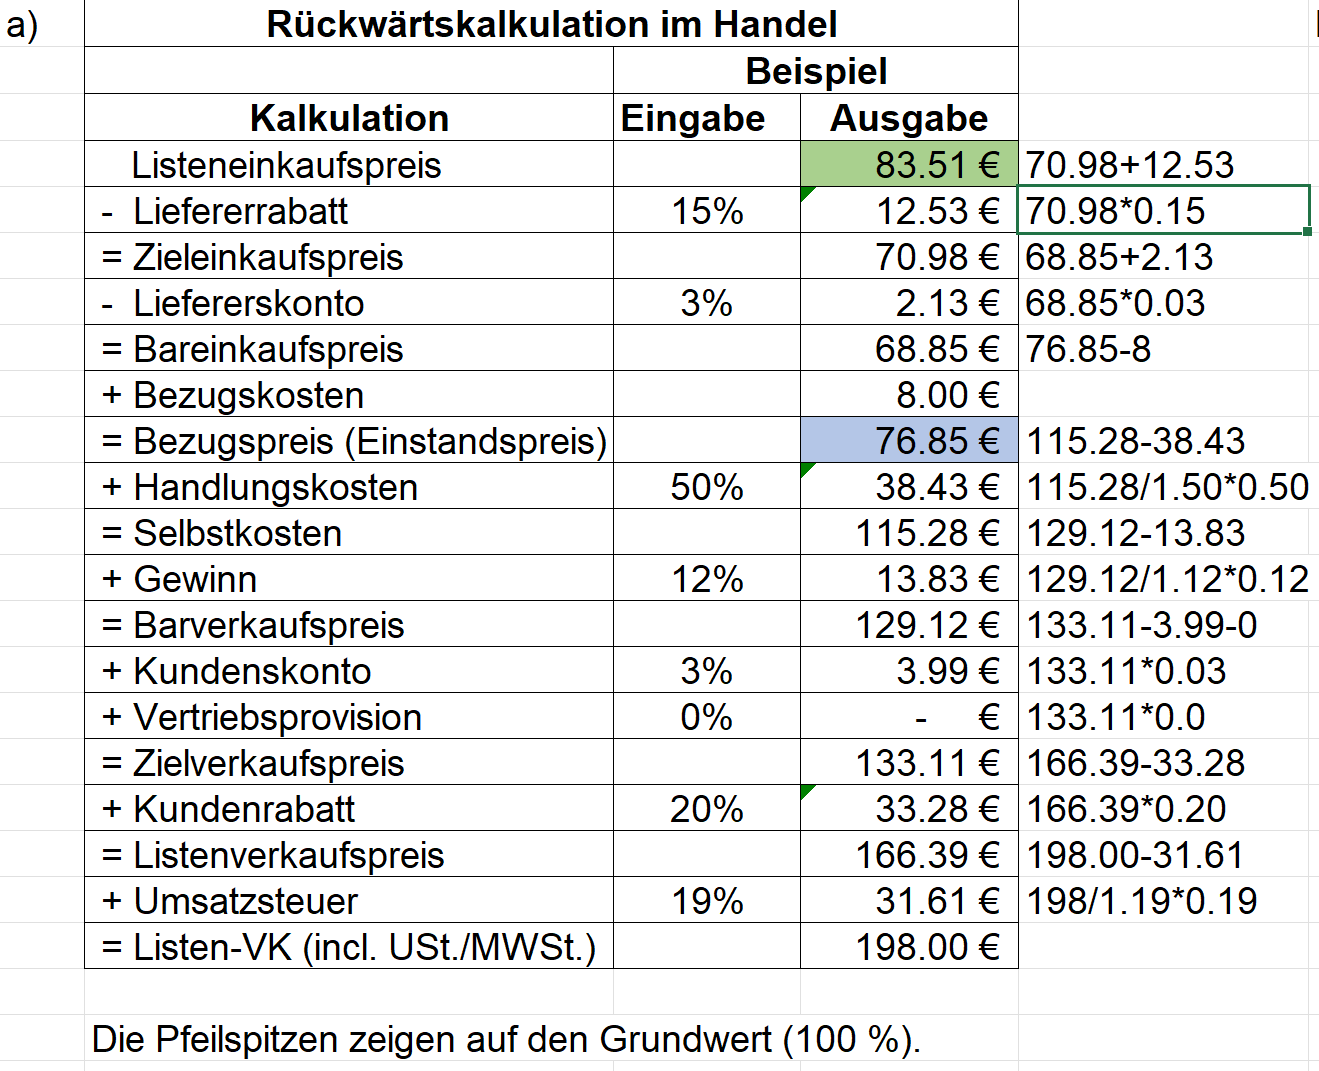 a) Rückwärtskalkulation im Handel
Beispiel
Kalkulation Eingabe Ausgabe
Listeneinkaufspreis 83.51 € 70.98+12.53
- Liefererrabatt 15% 12.53 € 70.98*0.15
= Zieleinkaufspreis 70.98 € 68.85+2.13
- Liefererskonto 3% 2.13 € 68.85*0.03
= Bareinkaufspreis 68.85 € 76.85-8
+ Bezugskosten 8.00 €
= Bezugspreis (Einstandspreis) 76.85 € 115.28-38.43
+ Handlungskosten 50% 38.43 € 115.28/1.50*0.50
= Selbstkosten 115.28 € 129.12-13.83
+ Gewinn 12% 13.83 € 129.12/1.12*0.12
= Barverkaufspreis 129.12 € 133.11-3.99-0
+ Kundenskonto 3% 3.99 € 133.11*0.03
+ Vertriebsprovision 0% - € 133.11*0.0
= Zielverkaufspreis 133.11 € 166.39-33.28
+ Kundenrabatt 20% 33.28 € 166.39*0.20
= Listenverkaufspreis 166.39 € 198.00-31.61
+ Umsatzsteuer 19% 31.61 € 198/1.19*0.19
= Listen-VK (incl. USt./MWSt.) 198.00 €
Die Pfeilspitzen zeigen auf den Grundwert (100 %).